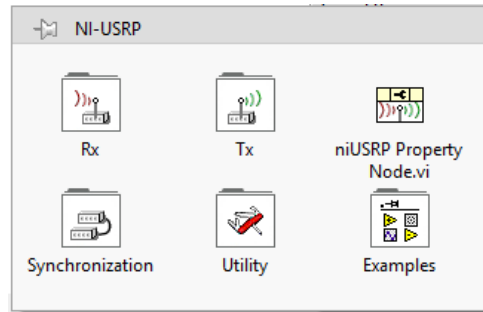 NI-USRP
Rx
Tx
niUSRP Property
Node.vi
Synchronization
Utility
Examples